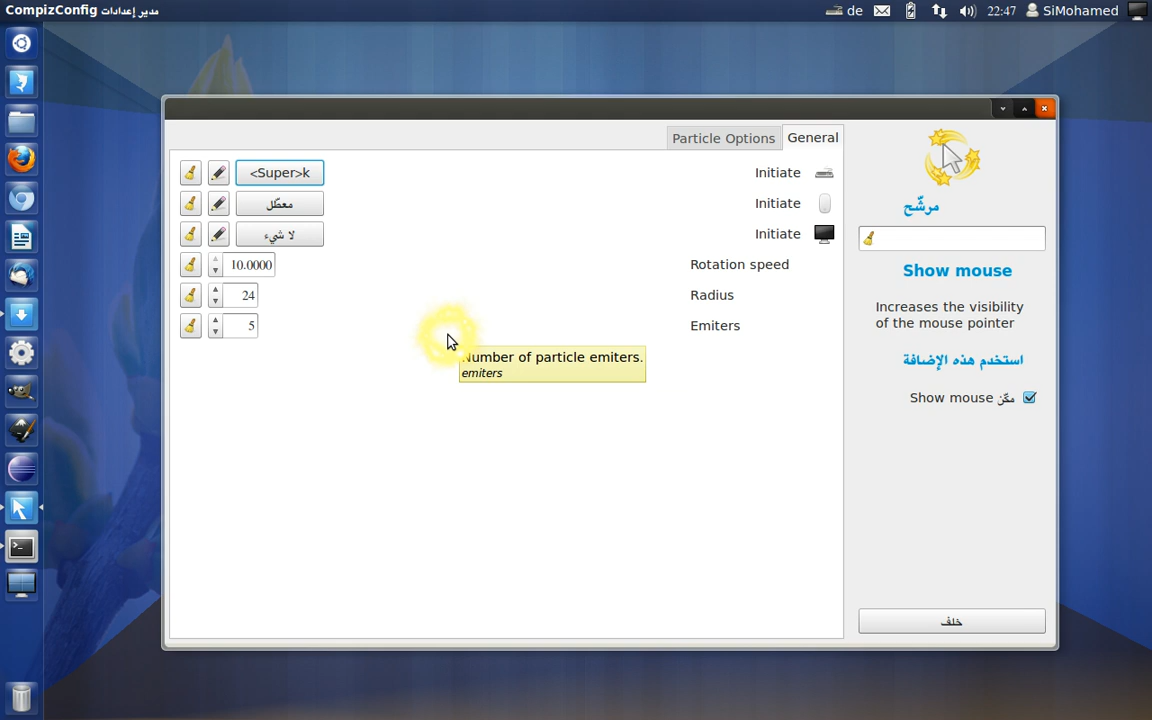 CompizConfig مدير إعدادات
de
22:47
SiMohamed
Particle Options
General
<Super>k
Initiate
معطّل
Initiate
لا شيء
Initiate
10.0000
Rotation speed
24
Radius
5
Emiters
Number of particle emiters.
emiters
مرشّح
Show mouse
Increases the visibility
of the mouse pointer
استخدم هذه الإضافة
مكّن Show mouse
خلف